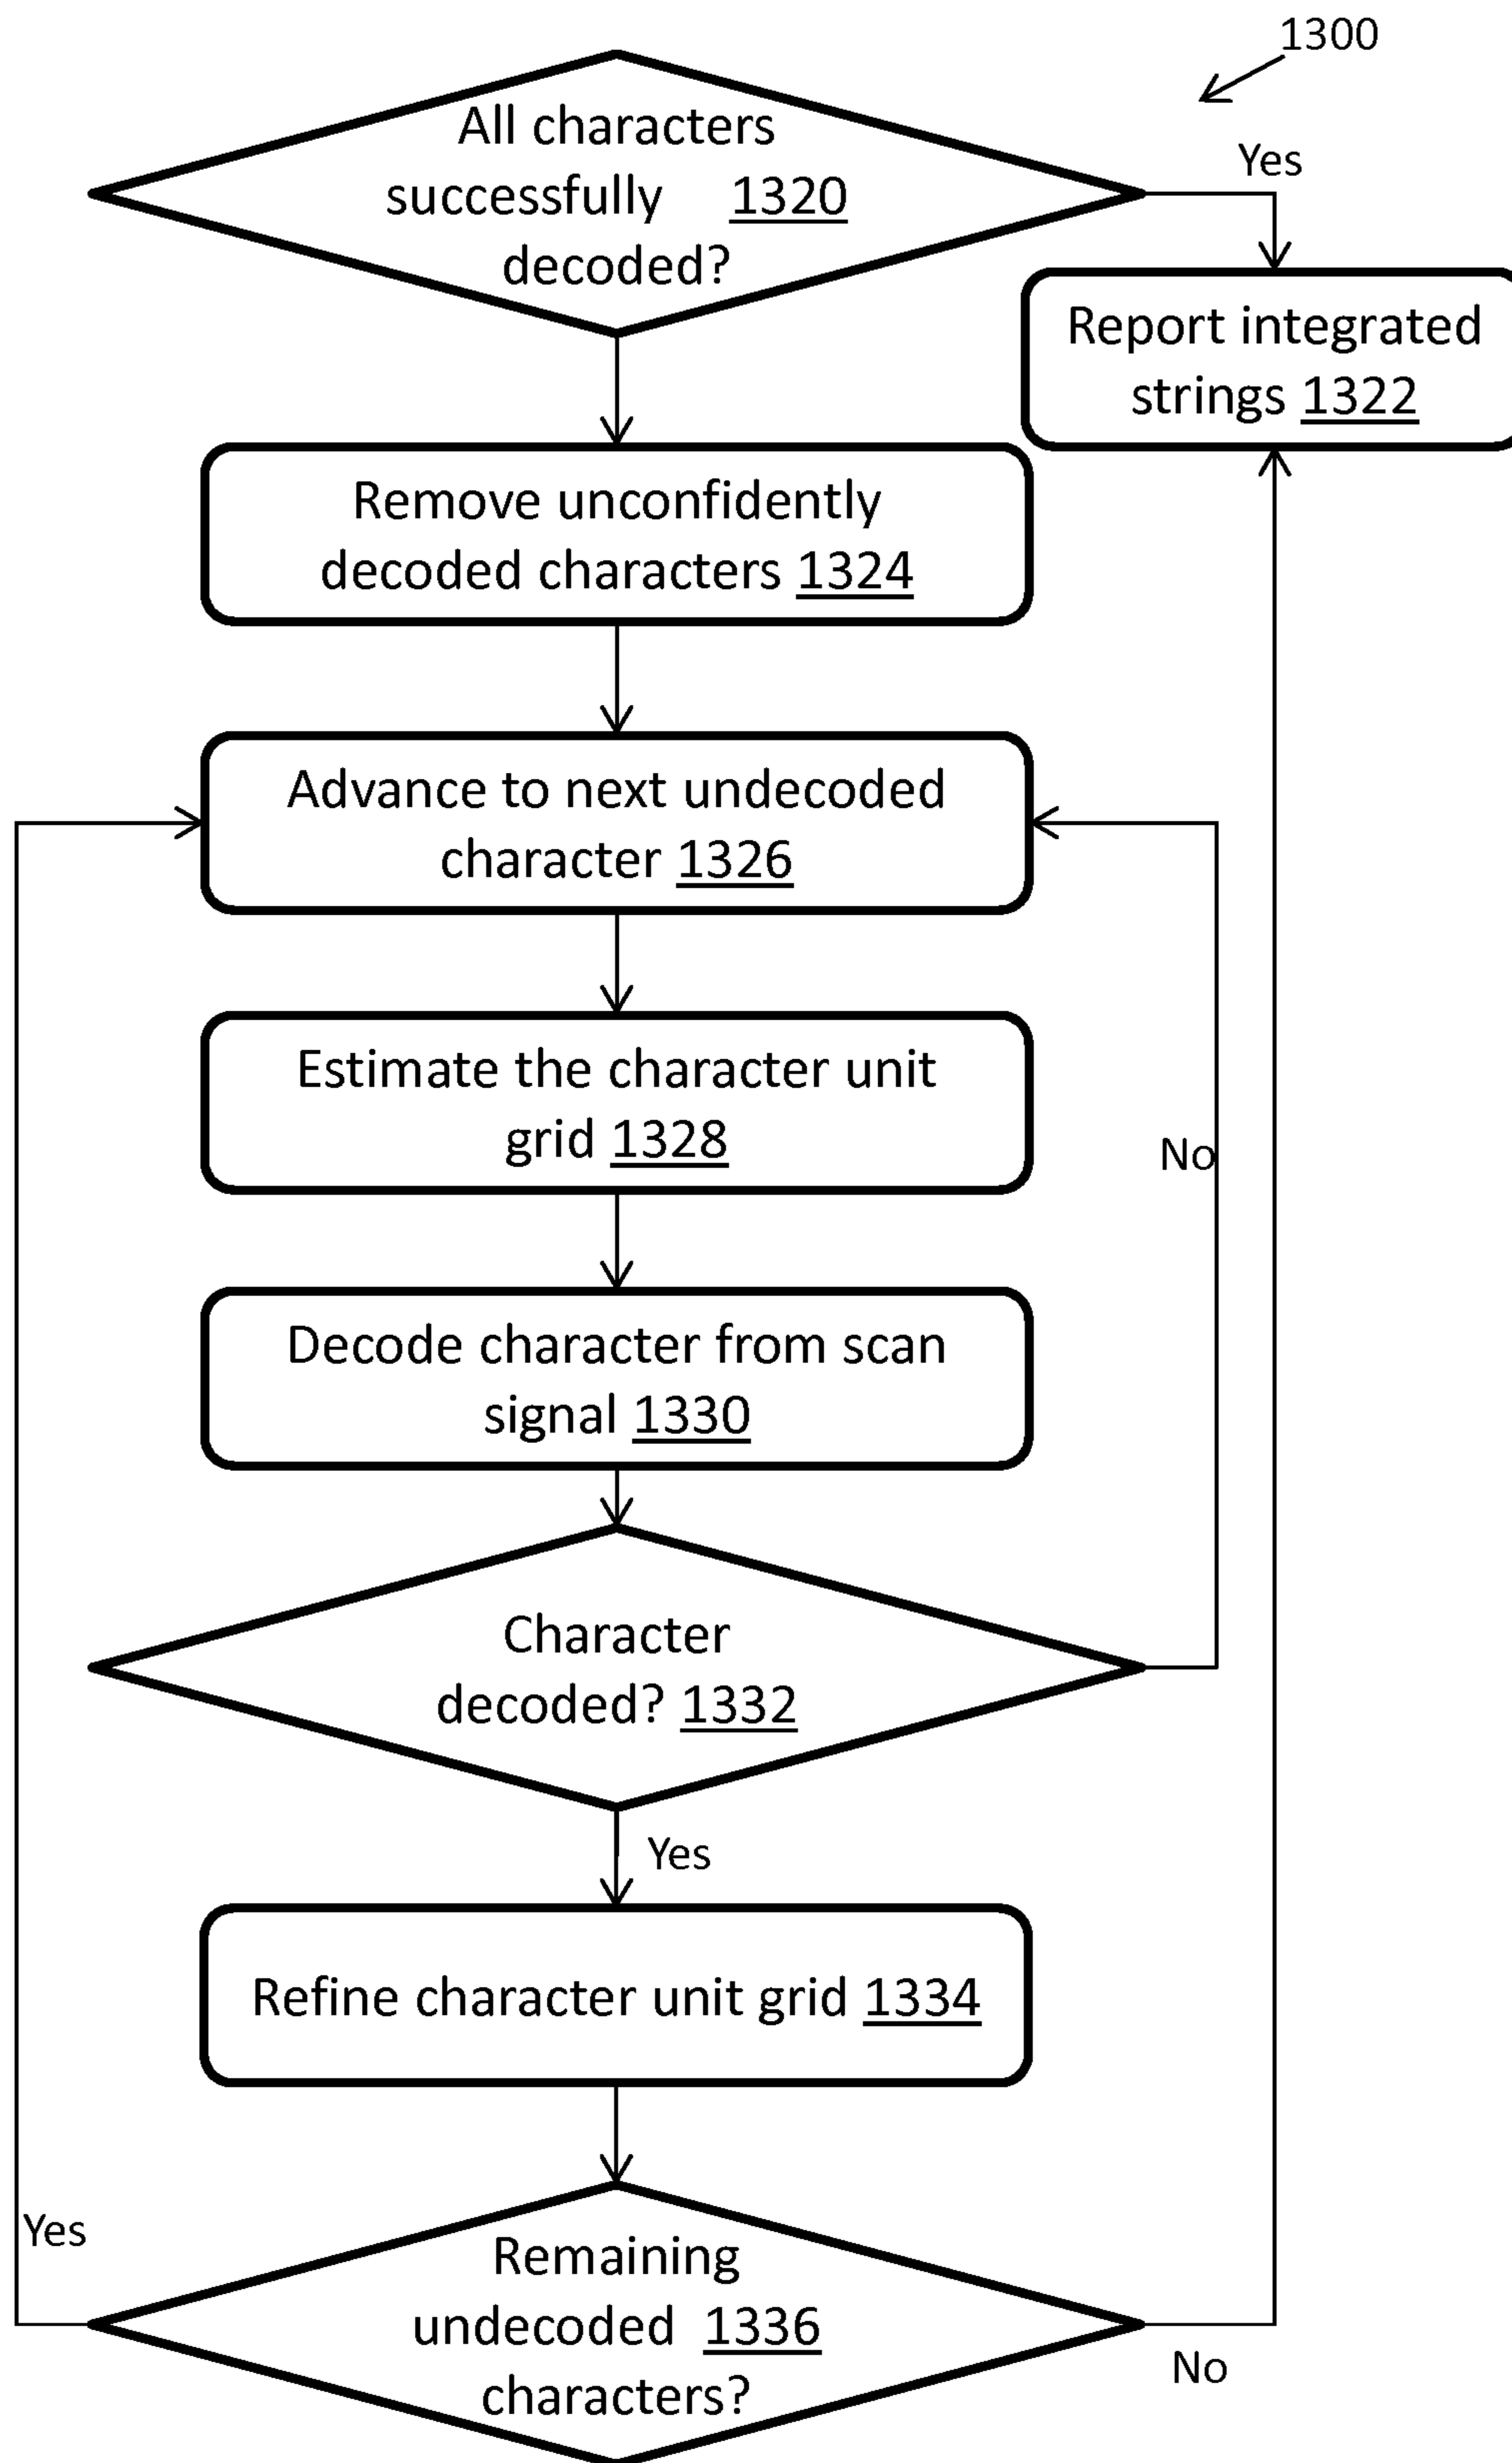 1300
All characters
successfully 1320
decoded?
Yes
Report integrated
strings 1322
Remove unconfidently
decoded characters 1324
Advance to next undecoded
character 1326
Estimate the character unit
grid 1328
No
Decode character from scan
signal 1330
Character
decoded? 1332
Yes
Refine character unit grid 1334
Yes
Remaining
undecoded 1336
characters?
No